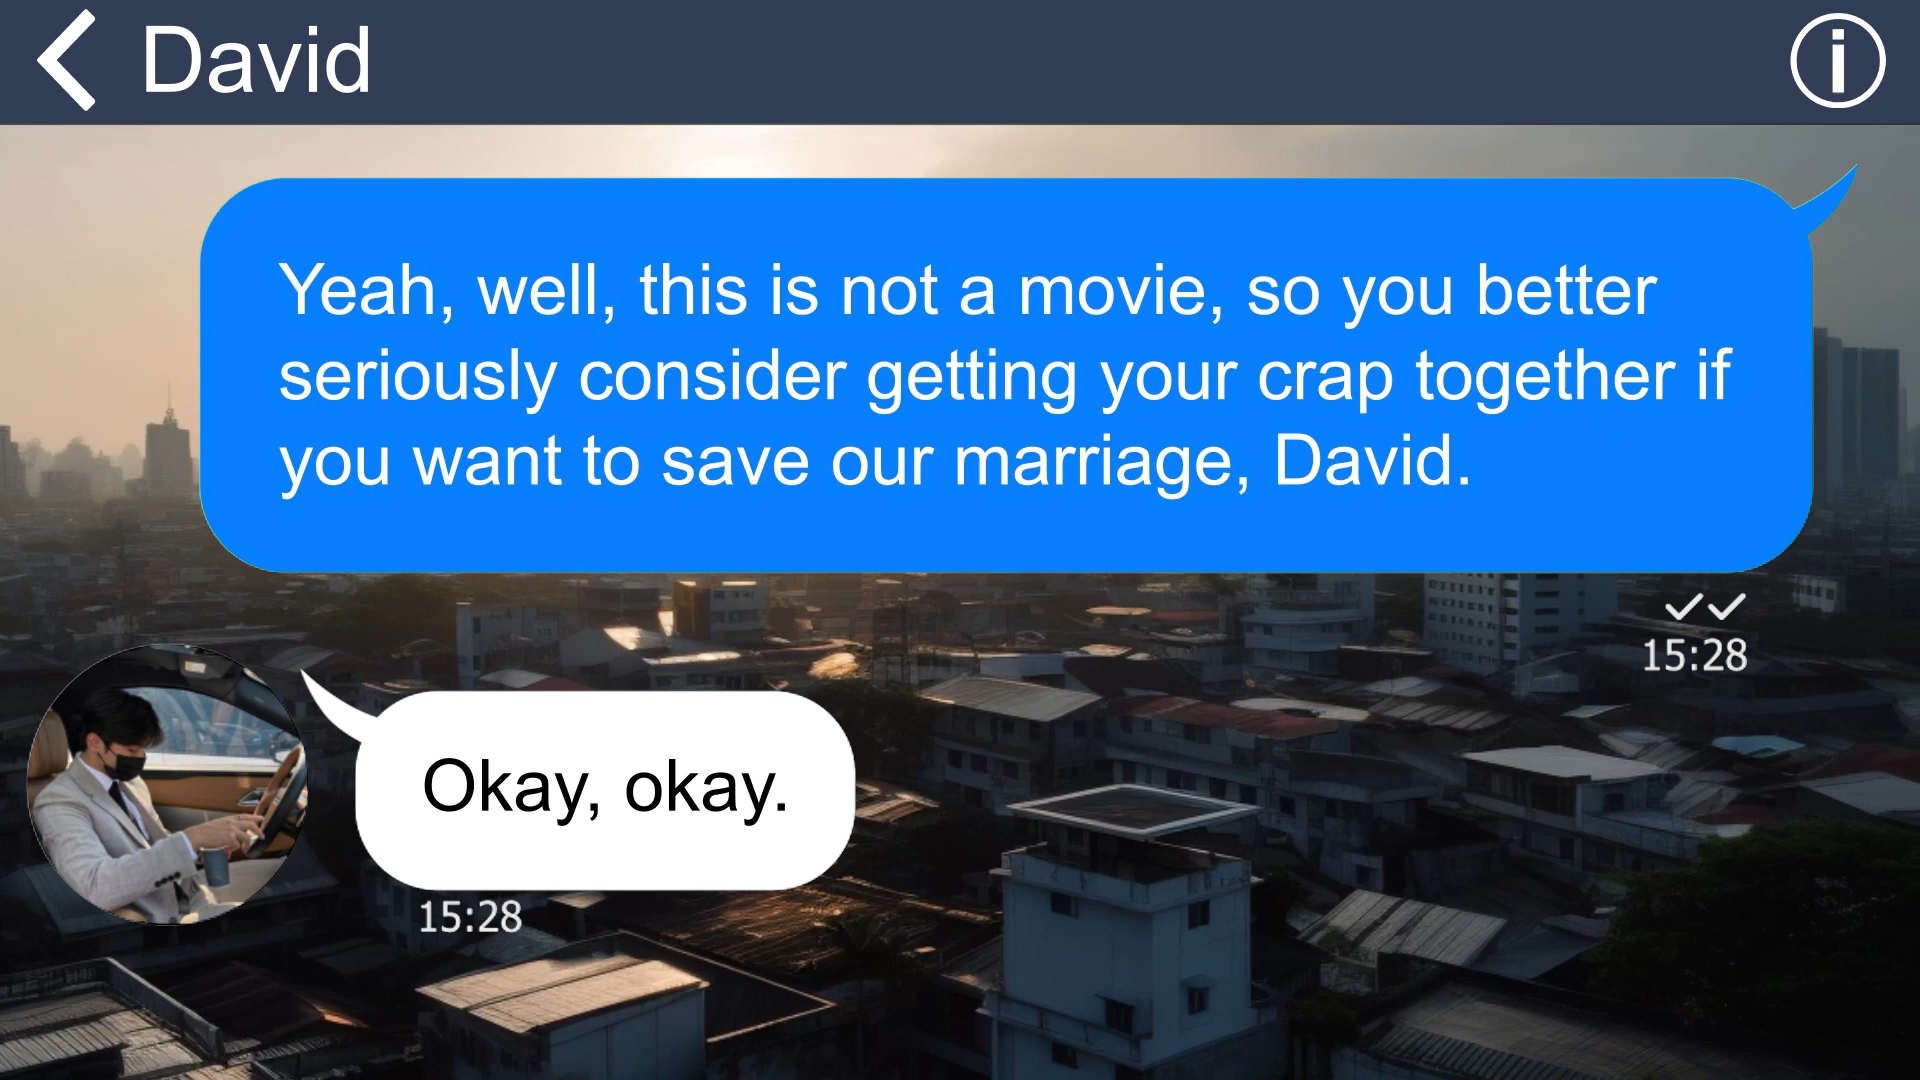 David
Yeah, well, this is not a movie, so you better
seriously consider getting your crap together if
you want to save our marriage, David.
15:28
Okay, okay.
15:28